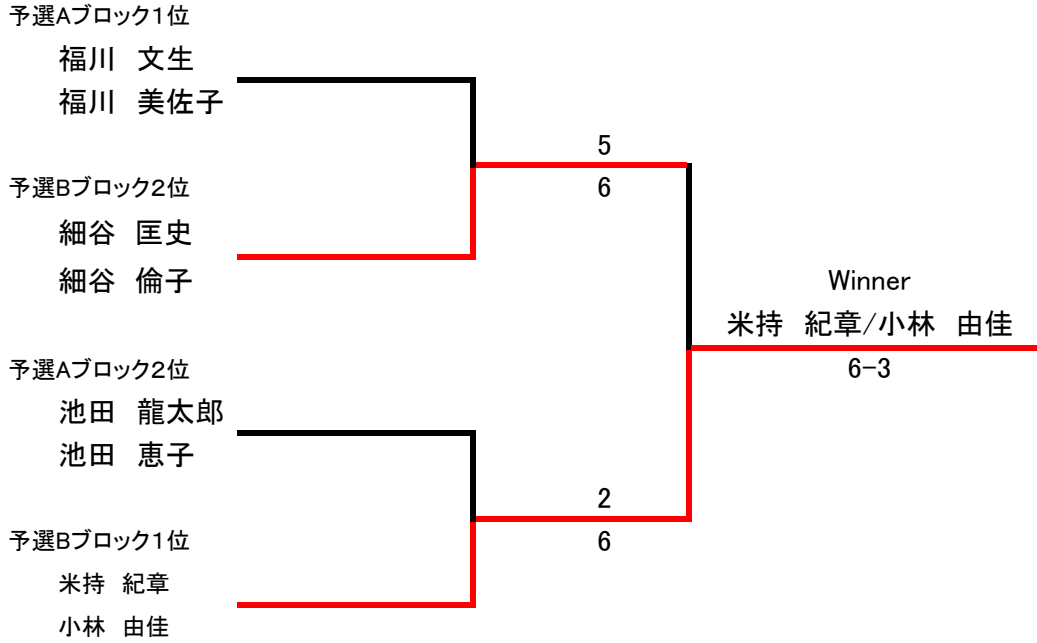 予選Aブロック1位
福川　文生
福川　美佐子
5
予選Bブロック2位
6
細谷　匡史
細谷　倫子
Winner
米持　紀章/小林　由佳
6-3
予選Aブロック2位
池田　龍太郎
池田　恵子
2
予選Bブロック1位
6
米持　紀章
小林　由佳